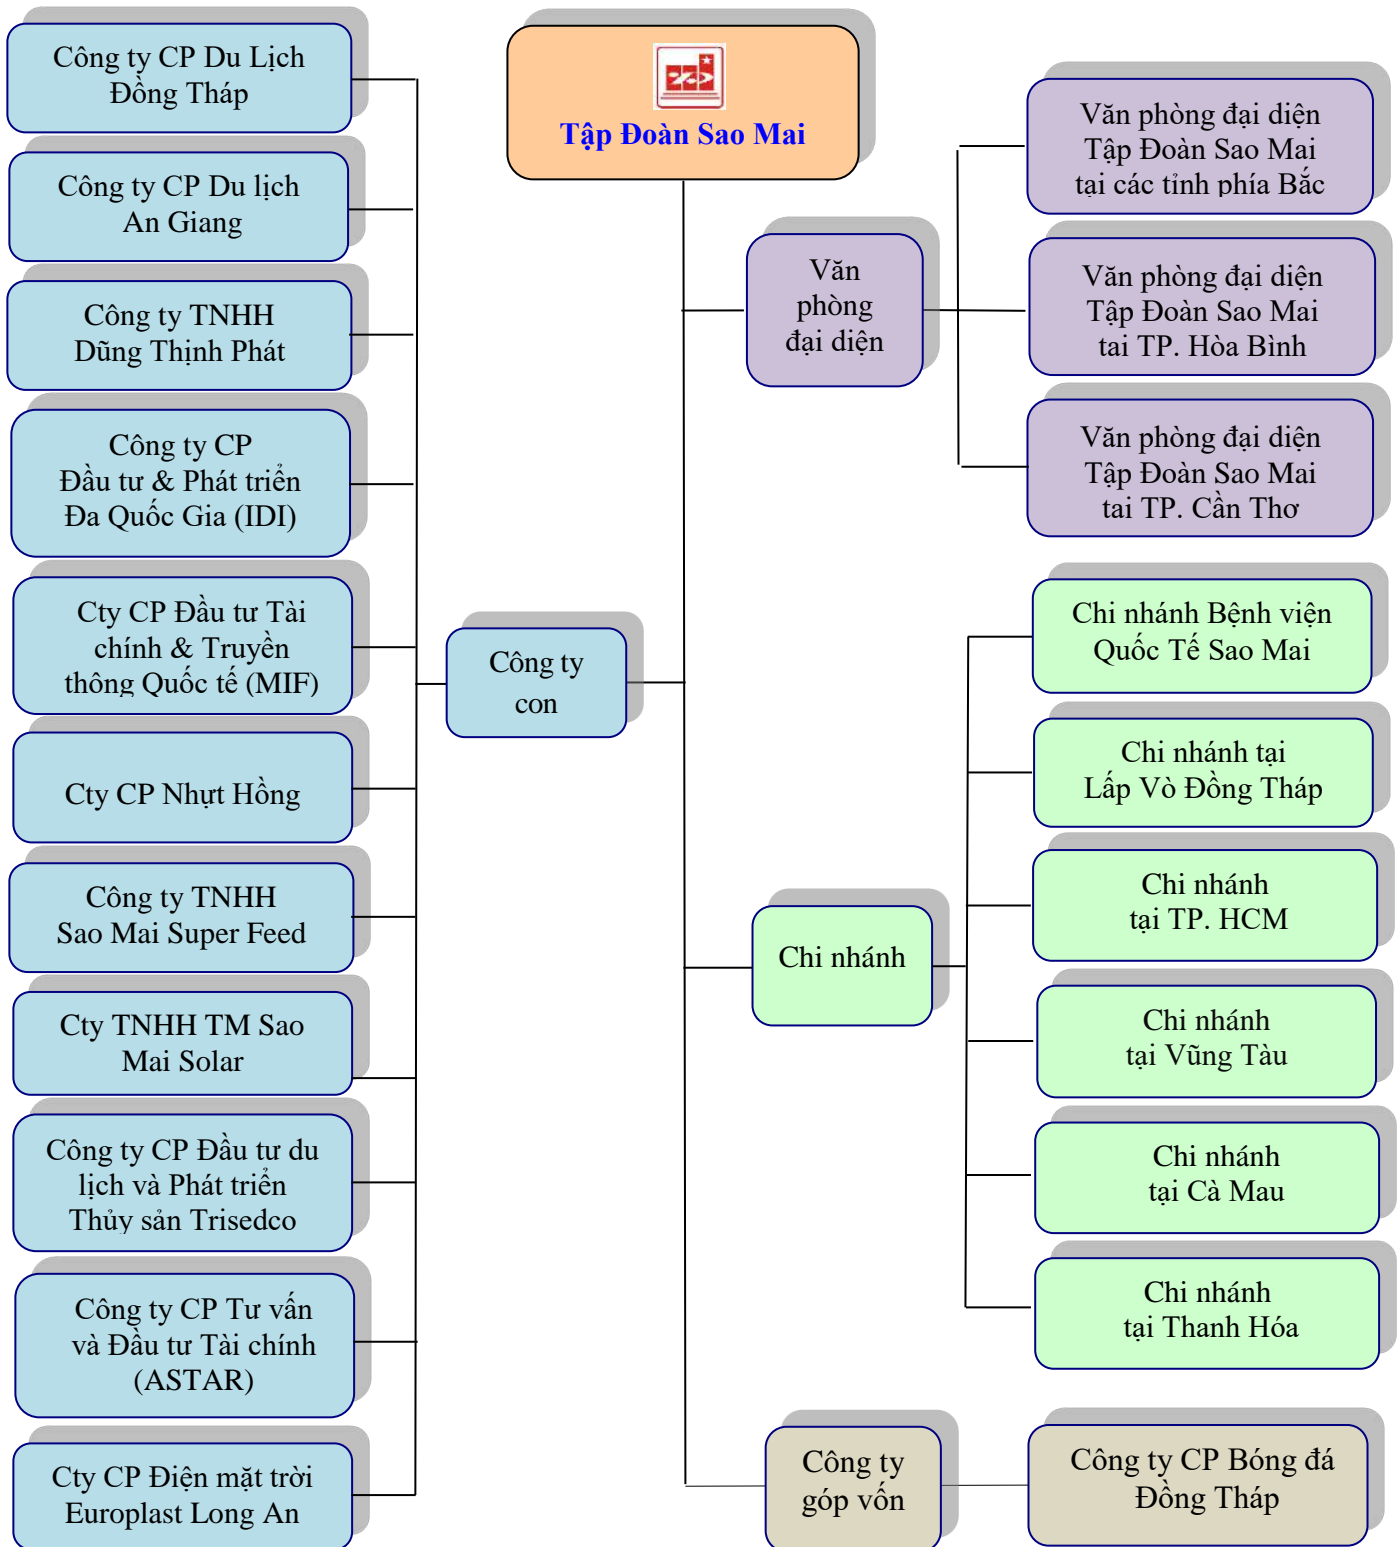 Tập Đoàn Sao Mai
Công ty CP Du Lịch
Đồng Tháp
Công ty CP Du lịch
An Giang
Công ty TNHH
Dũng Thịnh Phát
Công ty CP
Đầu tư & Phát triển
Đa Quốc Gia (IDI)
Cty CP Đầu tư Tài
chính & Truyền
thông Quốc tế (MIF)
Cty CP Nhựt Hồng
Công ty TNHH
Sao Mai Super Feed
Cty TNHH TM Sao
Mai Solar
Công ty CP Đầu tư du
lịch và Phát triển
Thủy sản Trisedco
Công ty CP Tư vấn
và Đầu tư Tài chính
(ASTAR)
Cty CP Điện mặt trời
Europlast Long An
Công ty
con
Văn
phòng
đại diện
Văn phòng đại diện
Tập Đoàn Sao Mai
tại các tỉnh phía Bắc
Văn phòng đại diện
Tập Đoàn Sao Mai
tai TP. Hòa Bình
Văn phòng đại diện
Tập Đoàn Sao Mai
tai TP. Cần Thơ
Chi nhánh
Chi nhánh Bệnh viện
Quốc Tế Sao Mai
Chi nhánh tại
Lấp Vò Đồng Tháp
Chi nhánh
tại TP. HCM
Chi nhánh
tại Vũng Tàu
Chi nhánh
tại Cà Mau
Chi nhánh
tại Thanh Hóa
Công ty
góp vốn
Công ty CP Bóng đá
Đồng Tháp